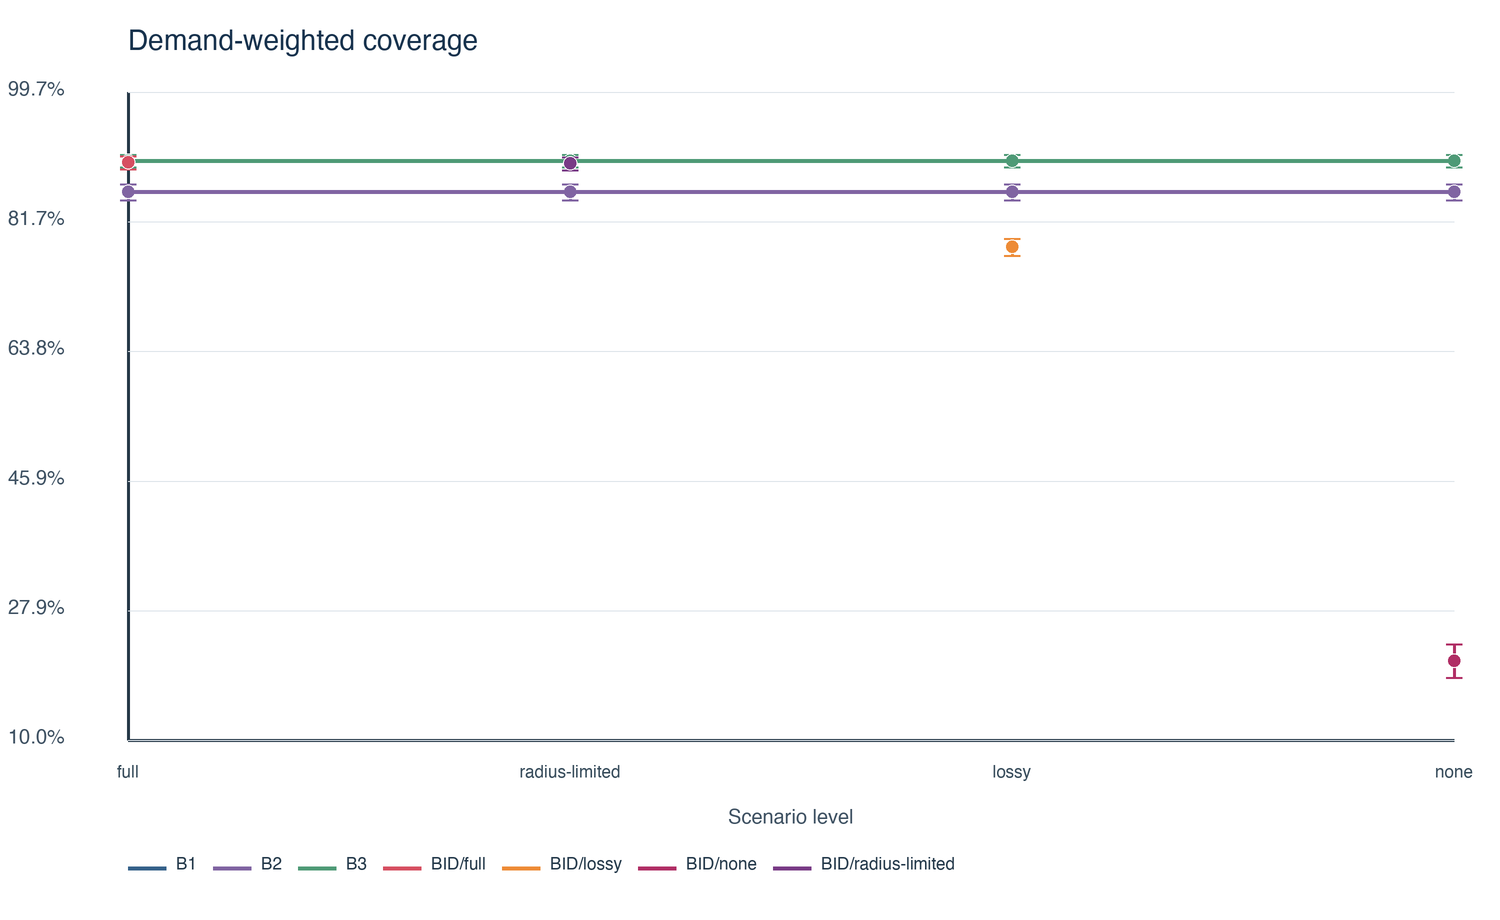 Demand-weighted coverage
99.7%
81.7%
63.8%
45.9%
27.9%
10.0%
full radius-limited lossy none
Scenario level
B1 B2 B3 BID/full BID/lossy BID/none BID/radius-limited